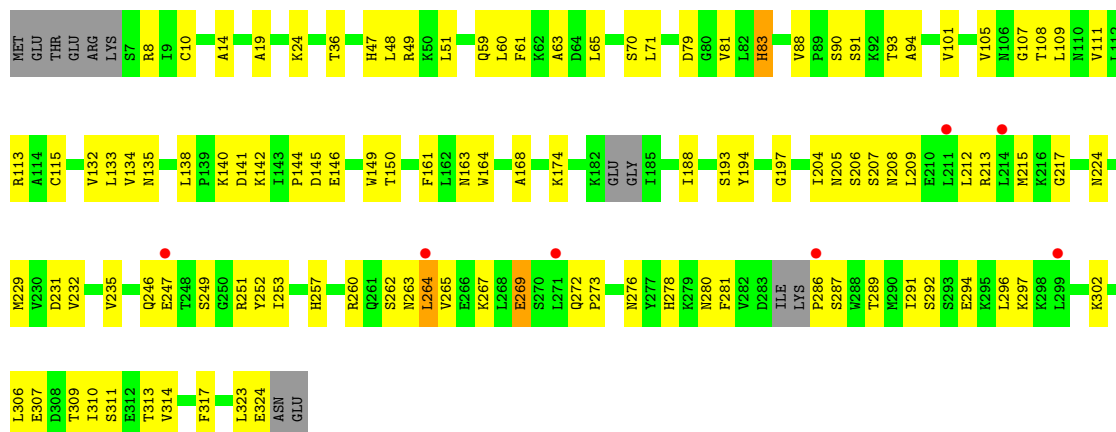 MET GLU THR GLU ARG LYS S7 R8 I9 C10 A14 A19 K24 T36 H47 L48 R49 K50 L51 Q59 L60 F61 K62 A63 D64 L65 S70 L71 D79 G80 V81 L82 H83 V88 P89 S90 S91 K92 T93 A94 V101 V105 N106 G107 T108 L109 N110 V111 L112
R113 A114 C115 V132 L133 V134 N135 L138 P139 K140 D141 K142 I143 P144 D145 E146 W149 T150 F161 L162 N163 W164 A168 K174 K182 GLU GLY I185 I188 S193 Y194 G197 I204 N205 S206 S207 N208 L209 E210 L211 L212 R213 L214 M215 K216 G217 N224
M229 V230 D231 V232 V235 Q246 E247 T248 S249 G250 R251 Y252 I253 H257 R260 Q261 S262 N263 L264 V265 E266 K267 L268 E269 S270 L271 Q272 P273 N276 Y277 H278 K279 N280 F281 V282 D283 ILE LYS P286 S287 W288 T289 M290 I291 S292 S293 E294 K295 L296 K297 K298 L299 K302
L306 E307 D308 T309 I310 S311 E312 T313 V314 F317 L323 E324 ASN GLU